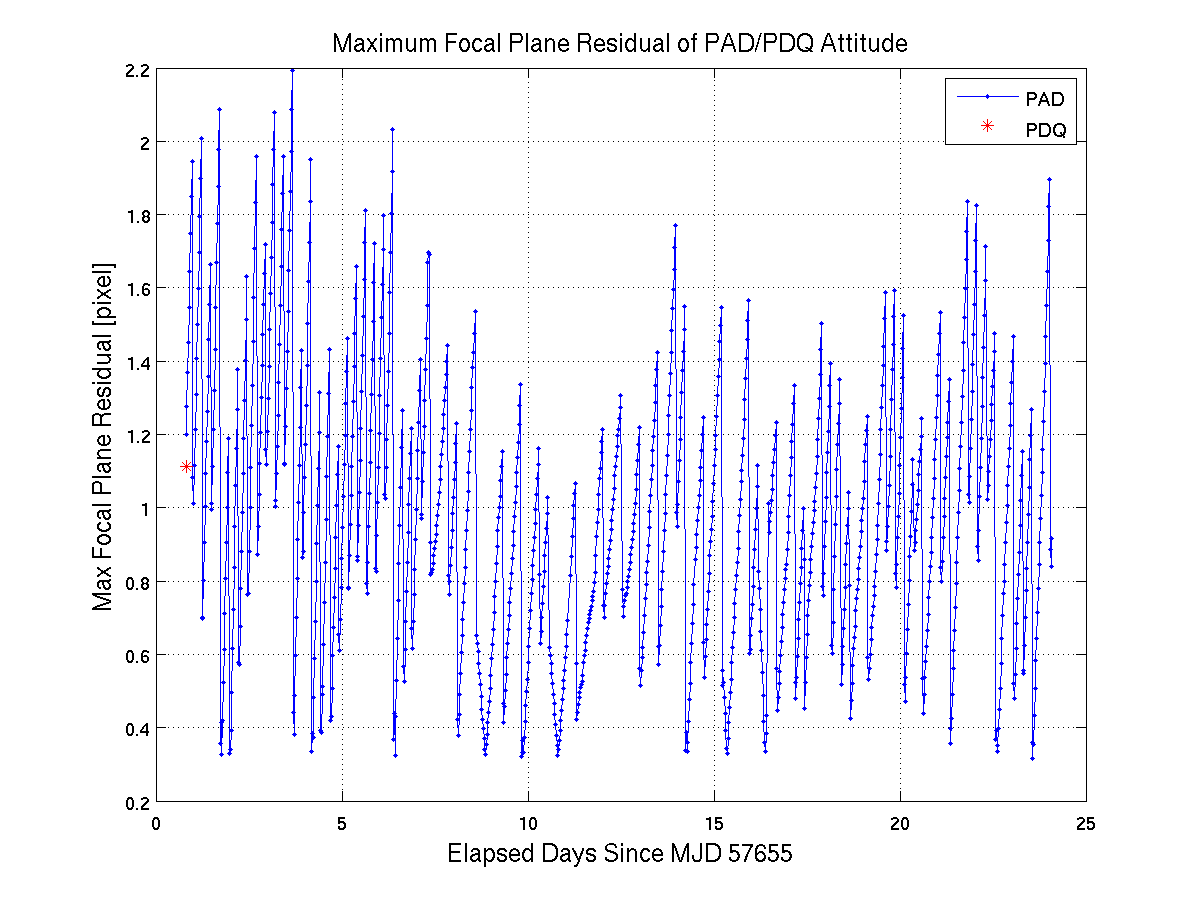 Maximum Focal Plane Residual of PAD/PDQ Attitude
PAD
PDQ
Max Focal Plane Residual [pixel]
2.2
2
1.8
1.6
1.4
1.2
1
0.8
0.6
0.4
0.2
0 5 10 15 20 25
Elapsed Days Since MJD 57655